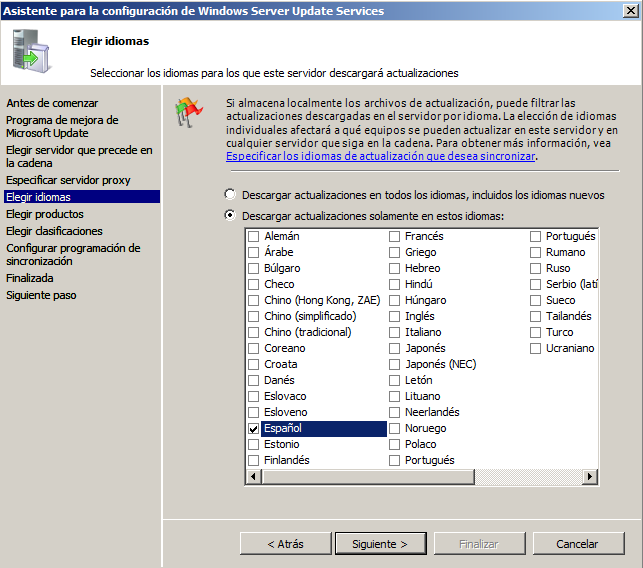 Asistente para la configuración de Windows Server Update Services
Elegir idiomas
Seleccionar los idiomas para los que este servidor descargará actualizaciones
Antes de comenzar
Programa de mejora de
Microsoft Update
Elegir servidor que precede en
la cadena
Especificar servidor proxy
Elegir idiomas
Elegir productos
Elegir clasificaciones
Configurar programación de
sincronización
Finalizada
Siguiente paso
Si almacena localmente los archivos de actualización, puede filtrar las
actualizaciones descargadas en el servidor por idioma. La elección de idiomas
individuales afectará a qué equipos se pueden actualizar en este servidor y en
cualquier servidor que siga en la cadena. Para obtener más información, vea
Especificar los idiomas de actualización que desea sincronizar.
Descargar actualizaciones en todos los idiomas, incluidos los idiomas nuevos
Descargar actualizaciones solamente en estos idiomas:
Alemán
Árabe
Búlgaro
Checo
Chino (Hong Kong, ZAE)
Chino (simplificado)
Chino (tradicional)
Coreano
Croata
Danés
Eslovaco
Esloveno
Español
Estonio
Finlandés
Francés
Griego
Hebreo
Hindú
Húngaro
Inglés
Italiano
Japonés
Japonés (NEC)
Letón
Lituano
Neerlandés
Noruego
Polaco
Portugués
Portugués
Rumano
Ruso
Serbio (latí
Sueco
Tailandés
Turco
Ucraniano
< Atrás
Siguiente >
Finalizar
Cancelar